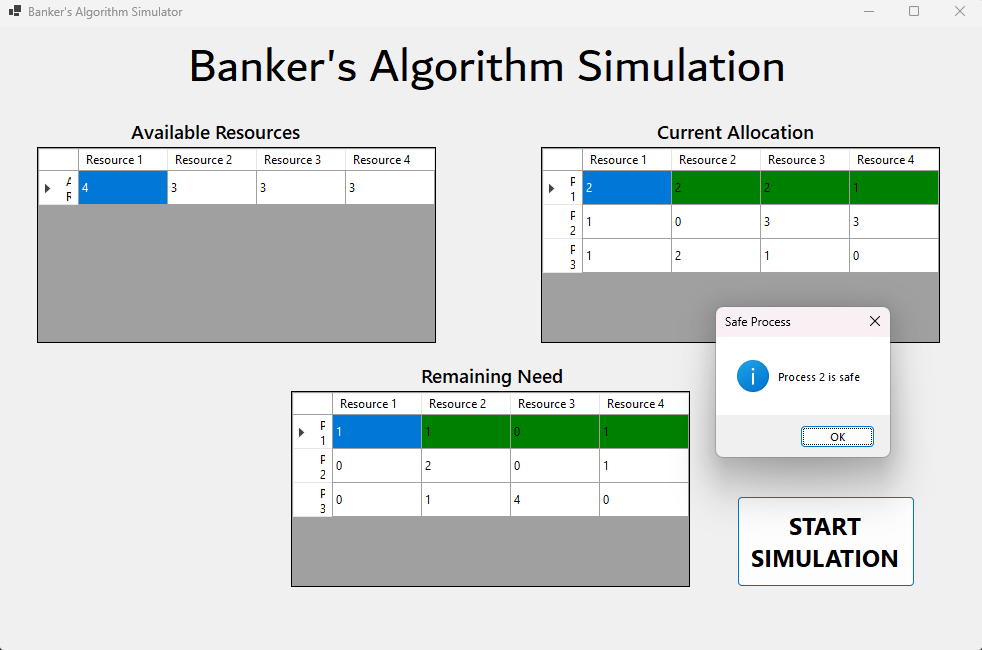 Banker's Algorithm Simulator
Banker's Algorithm Simulation
Available Resources
Resource 1 Resource 2 Resource 3 Resource 4
A
R
4 3 3 3
Current Allocation
Resource 1 Resource 2 Resource 3 Resource 4
P
1
2 2 2 1
P
2
1 0 3 3
P
3
1 2 1 0
Safe Process
Process 2 is safe
OK
Remaining Need
Resource 1 Resource 2 Resource 3 Resource 4
P
1
1 1 0 1
P
2
0 2 0 1
P
3
0 1 4 0
START
SIMULATION